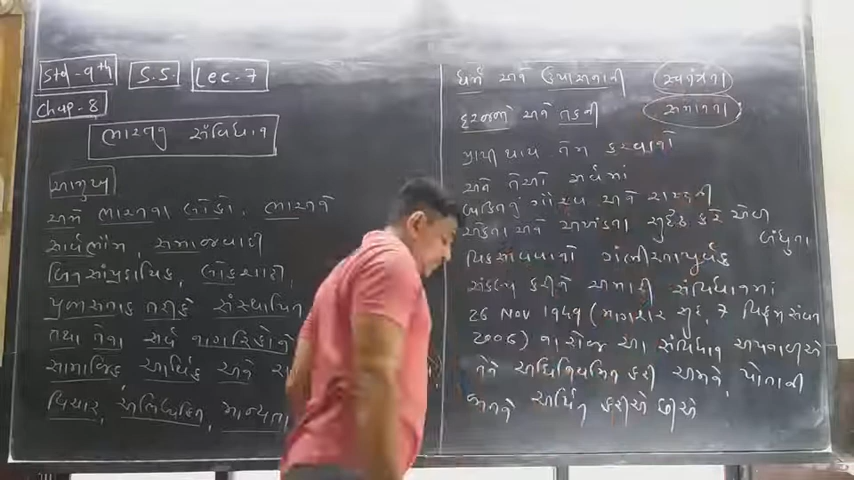 Std - 9th S.S. Lec - 7
Chap - 8
ભારતનું સંવિધાન
આમુખ
અમે ભારતના લોકો, ભારતને
સાર્વભૌમ, સમાજવાદી
બિનસાંપ્રદાયિક, લોકશાહી,
પ્રજાસત્તાક તરીકે સંસ્થાપિત
તથા તેના સર્વ નાગરિકોને
સામાજિક આર્થિક અને
વિચાર, અભિવ્યક્તિ, માન્યતા
ધર્મ અને ઉપાસનાની સ્વતંત્રતા
દરજ્જો અને તકની સમાનતા
પ્રાપ્ત થાય તેમ કરવાનો
અને તેઓ સર્વમાં
વ્યક્તિનું ગૌરવ અને રાષ્ટ્રની
એકતા અને અખંડતા સુદૃઢ કરે એવી
બંધુતા
વિકસાવવાનો ગંભીરતાપૂર્વક
સંકલ્પ કરીને અમારી સંવિધાનમાં
26 Nov 1949 (માગશર સુદ, 7 વિક્રમ સંવત
2006) ના રોજ આ સંવિધાન અપનાવીએ
તેને અધિનિયમિત કરી અમને, પોતાની
જાતને અર્પિત કરીએ છીએ